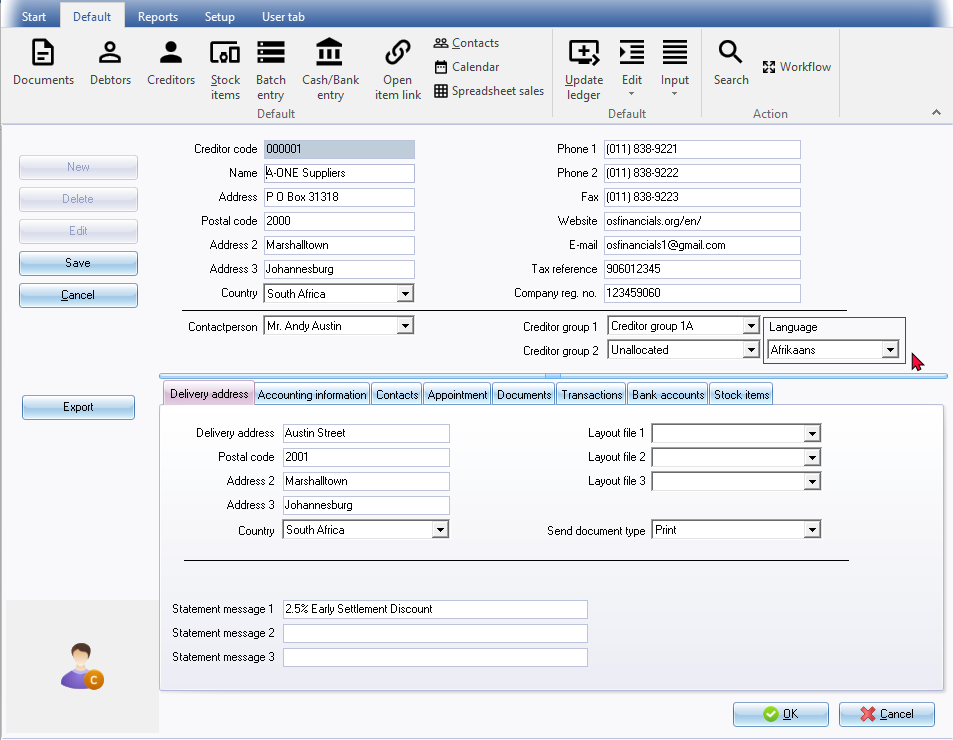 Start Default Reports Setup User tab
Documents Debtors Creditors Stock items Batch entry Cash/Bank entry Open item link
Contacts
Calendar
Spreadsheet sales
Update ledger Edit Input Search Workflow
Default Default Action
Creditor code 000001 Phone 1 (011) 838-9221
New
Name A-ONE Suppliers Phone 2 (011) 838-9222
Delete
Address P O Box 31318 Fax (011) 838-9223
Postal code 2000 Website osfinancials.org/en/
Edit
Address 2 Marshalltown E-mail osfinancials1@gmail.com
Save
Address 3 Johannesburg Tax reference 906012345
Cancel
Country South Africa Company reg. no. 123459060
Contactperson Mr. Andy Austin Creditor group 1 Creditor group 1A Language
Creditor group 2 Unallocated Afrikaans
Delivery address Accounting information Contacts Appointment Documents Transactions Bank accounts Stock items
Export
Delivery address Austin Street Layout file 1
Postal code 2001 Layout file 2
Address 2 Marshalltown Layout file 3
Address 3 Johannesburg
Country South Africa Send document type Print
Statement message 1 2.5% Early Settlement Discount
Statement message 2
Statement message 3
C
OK Cancel